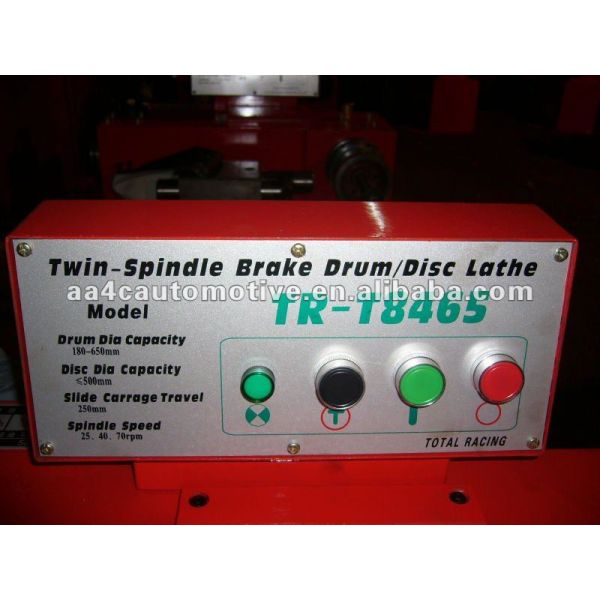 Twin-Spindle Brake Drum/Disc Lathe
aa4cautomotive.en.alibaba.com
Model TR-T8465
Drum Dia Capacity
180-650mm
Disc Dia Capacity
≤500mm
Slide Carrage Travel
250mm
Spindle Speed
25. 40. 70rpm
TOTAL RACING